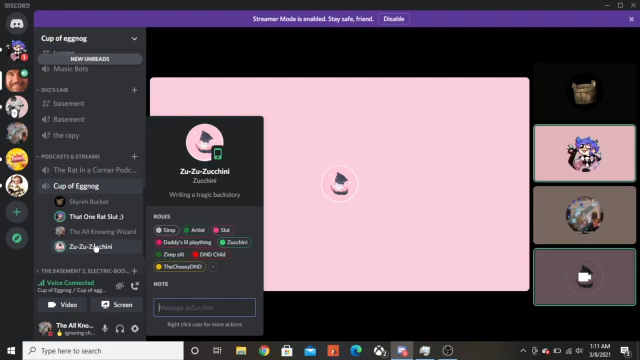 DISCORD
Streamer Mode is enabled. Stay safe, friend.
Disable
Cup of eggnog
NEW UNREADS
Music Bots
DIO'S LAIR
basement
Basement
the rapy
PODCASTS & STREAMS
The Rat In a Corner Podc...
Cup of Eggnog
Skyrim Bucket
That One Rat Slut ;)
The All Knowing Wizard
Zu-Zu-Zucchini
THE BASEMENT 2, ELECTRIC-BOO...
Voice Connected
Cup of Eggnog / Cup of egg...
Video
Screen
The All Kno...
ignoring ch...
Zu-Zu-Zucchini
Zucchini
Writing a tragic backstory
ROLES
Simp
Artist
Slut
Daddy's lil plaything
Zucchini
Zimp slit
DND Child
TheCheesyDND
NOTE
Message @Zucchini
Right click user for more actions
Type here to search
1:11 AM
3/8/2021